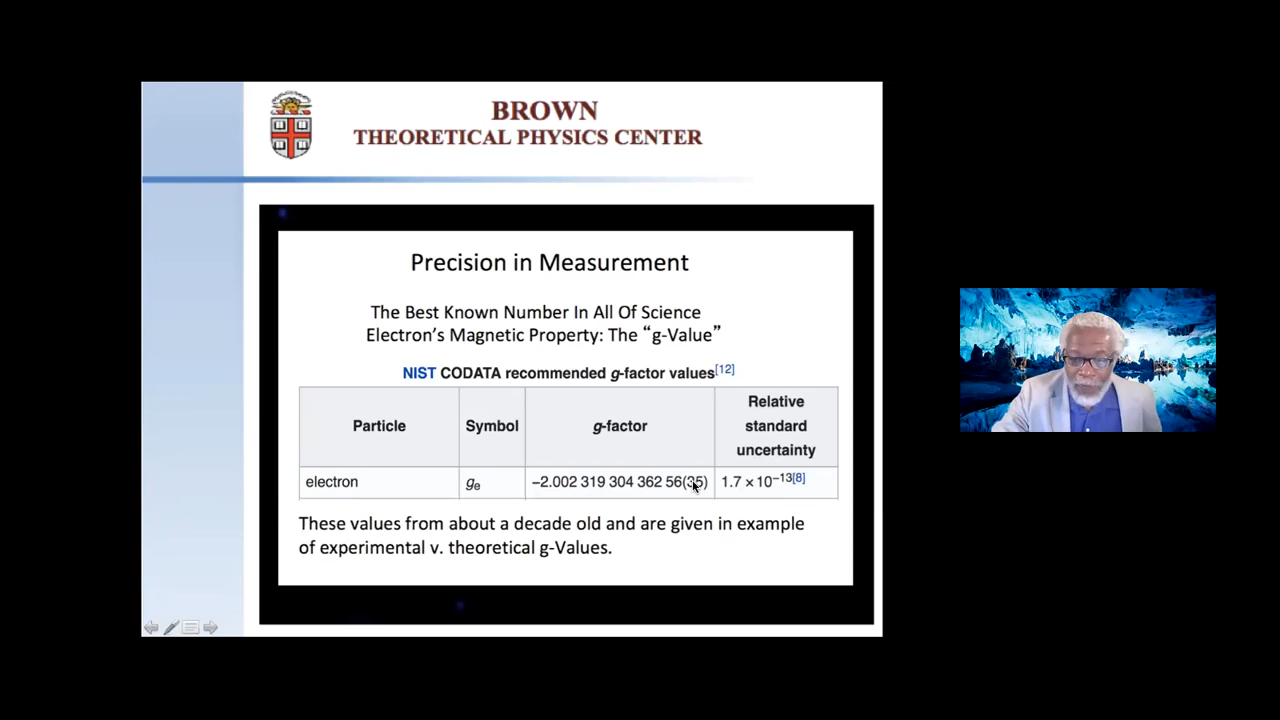 BROWN
THEORETICAL PHYSICS CENTER
Precision in Measurement
The Best Known Number In All Of Science
Electron’s Magnetic Property: The “g-Value”
NIST CODATA recommended g-factor values[12]
Particle Symbol g-factor Relative standard uncertainty
electron ge −2.002 319 304 362 56(35) 1.7 × 10−13[8]
These values from about a decade old and are given in example
of experimental v. theoretical g-Values.